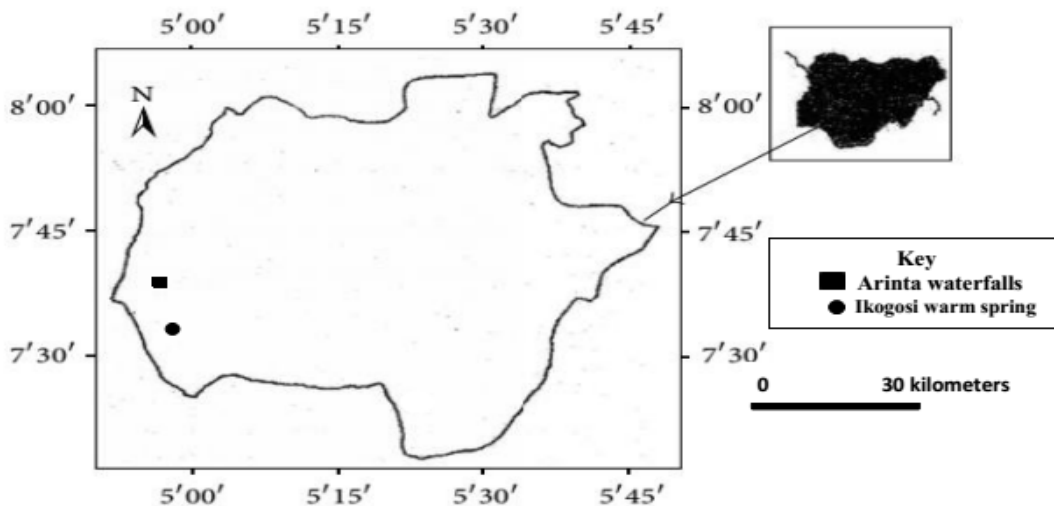 5′00′ 5′15′ 5′30′ 5′45′
N
8′00′ 8′00′
7′45′ 7′45′
7′30′ 7′30′
5′00′ 5′15′ 5′30′ 5′45′
Key
Arinta waterfalls
Ikogosi warm spring
0 30 kilometers